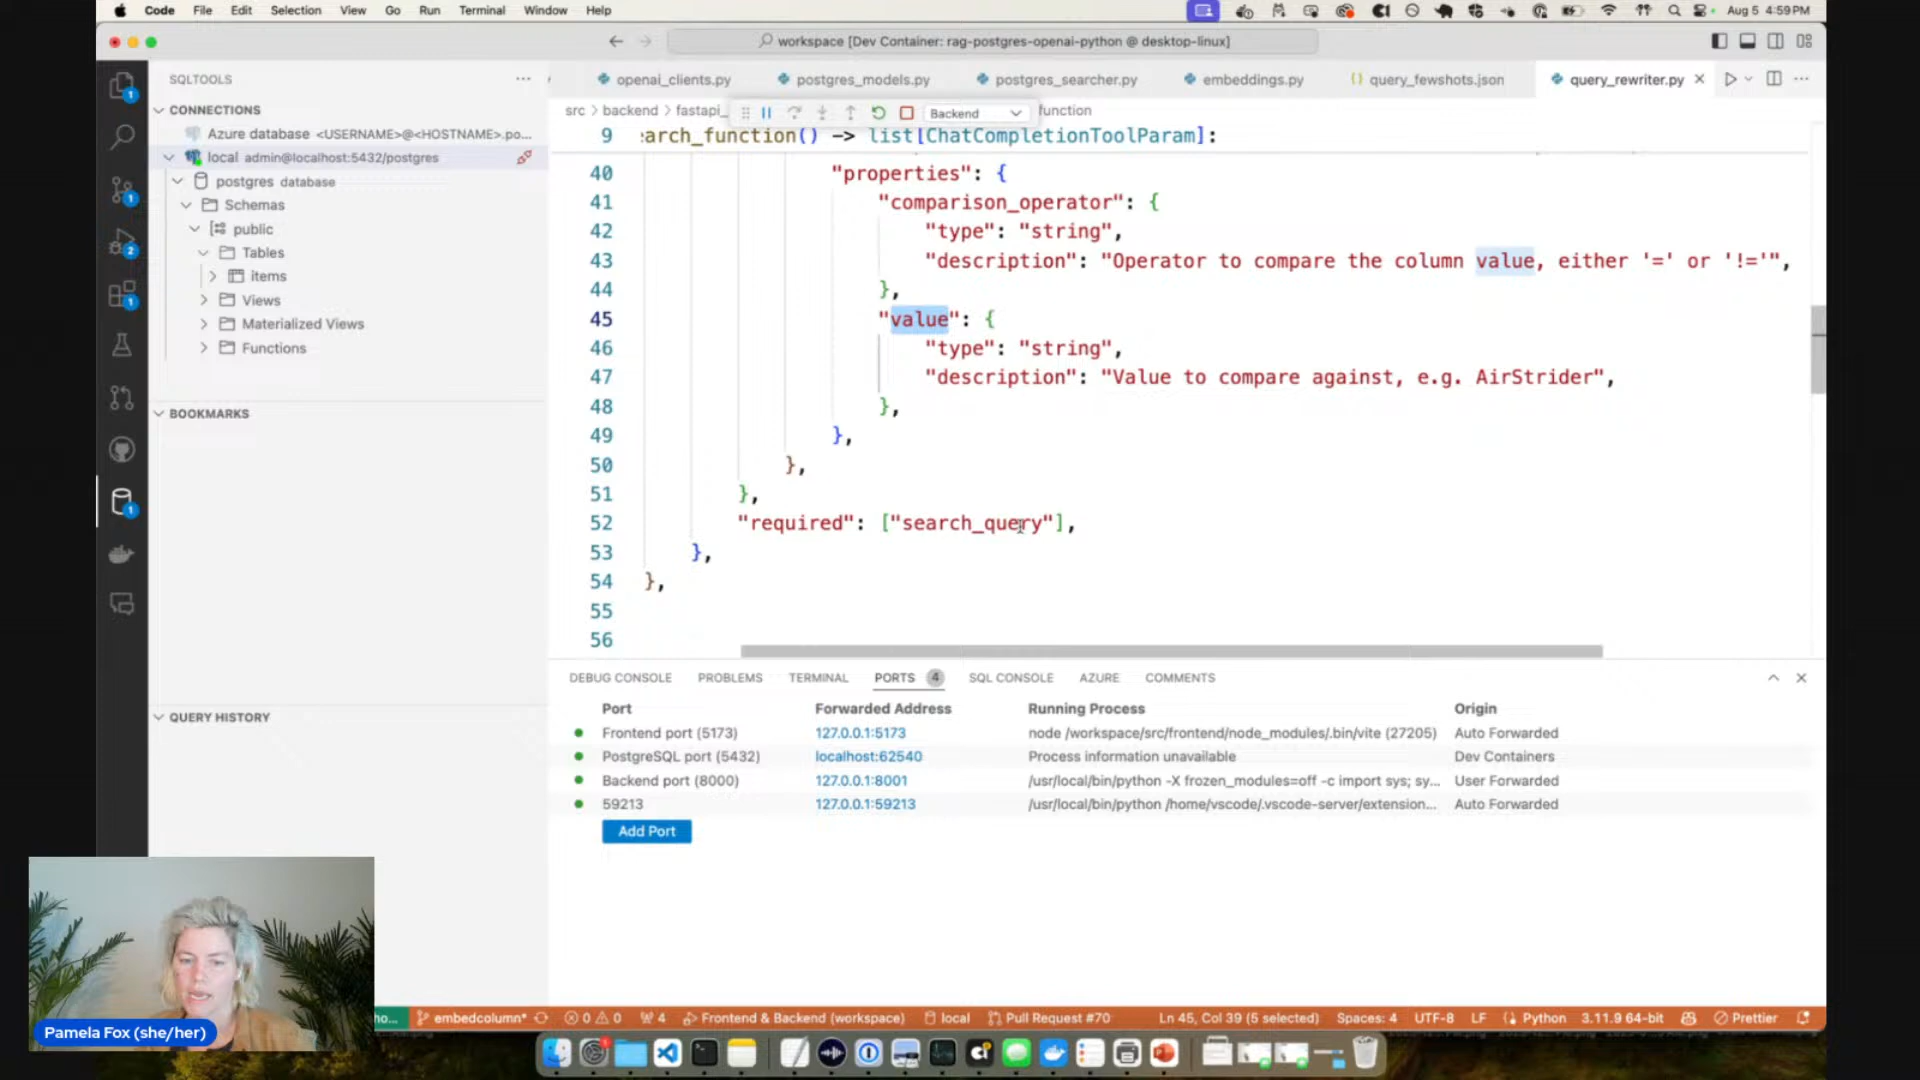 Code File Edit Selection View Go Run Terminal Window Help Aug 5 4:59 PM
workspace [Dev Container: rag-postgres-openai-python @ desktop-linux]
SQLTOOLS
CONNECTIONS
Azure database <USERNAME>@<HOSTNAME>.po...
local admin@localhost:5432/postgres
postgres database
Schemas
public
Tables
items
Views
Materialized Views
Functions
BOOKMARKS
QUERY HISTORY
openai_clients.py postgres_models.py postgres_searcher.py embeddings.py query_fewshots.json query_rewriter.py
src > backend > fastapi_ Backend function
9 arch_function() -> list[ChatCompletionToolParam]:
40 "properties": {
41 "comparison_operator": {
42 "type": "string",
43 "description": "Operator to compare the column value, either '=' or '!='",
44 },
45 "value": {
46 "type": "string",
47 "description": "Value to compare against, e.g. AirStrider",
48 },
49 },
50 },
51 },
52 "required": ["search_query"],
53 },
54 },
55
56
DEBUG CONSOLE PROBLEMS TERMINAL PORTS 4 SQL CONSOLE AZURE COMMENTS
Port Forwarded Address Running Process Origin
Frontend port (5173) 127.0.0.1:5173 node /workspace/src/frontend/node_modules/.bin/vite (27205) Auto Forwarded
PostgreSQL port (5432) localhost:62540 Process information unavailable Dev Containers
Backend port (8000) 127.0.0.1:8001 /usr/local/bin/python -X frozen_modules=off -c import sys; sy... User Forwarded
59213 127.0.0.1:59213 /usr/local/bin/python /home/vscode/.vscode-server/extension... Auto Forwarded
Add Port
ho... embedcolumn* 0 0 4 Frontend & Backend (workspace) local Pull Request #70 Ln 45, Col 39 (5 selected) Spaces: 4 UTF-8 LF Python 3.11.9 64-bit Prettier
Pamela Fox (she/her)